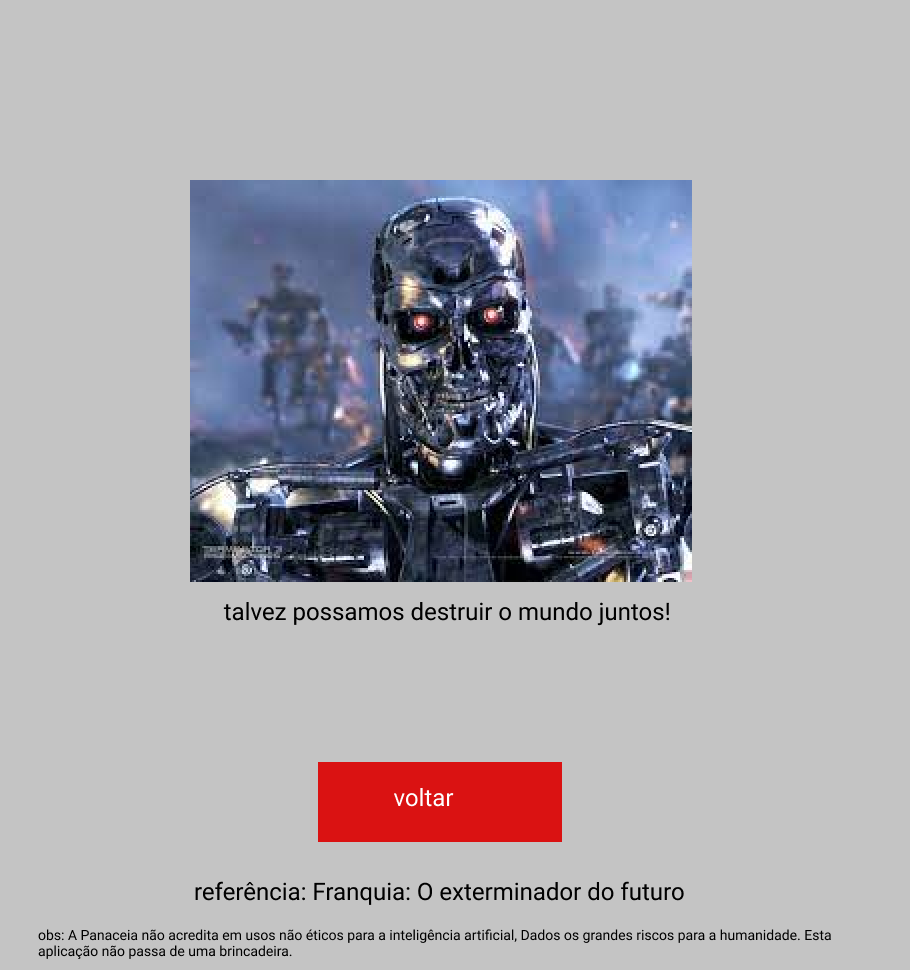 talvez possamos destruir o mundo juntos!
voltar
referência: Franquia: O exterminador do futuro
obs: A Panaceia não acredita em usos não éticos para a inteligência artificial, Dados os grandes riscos para a humanidade. Esta
aplicação não passa de uma brincadeira.